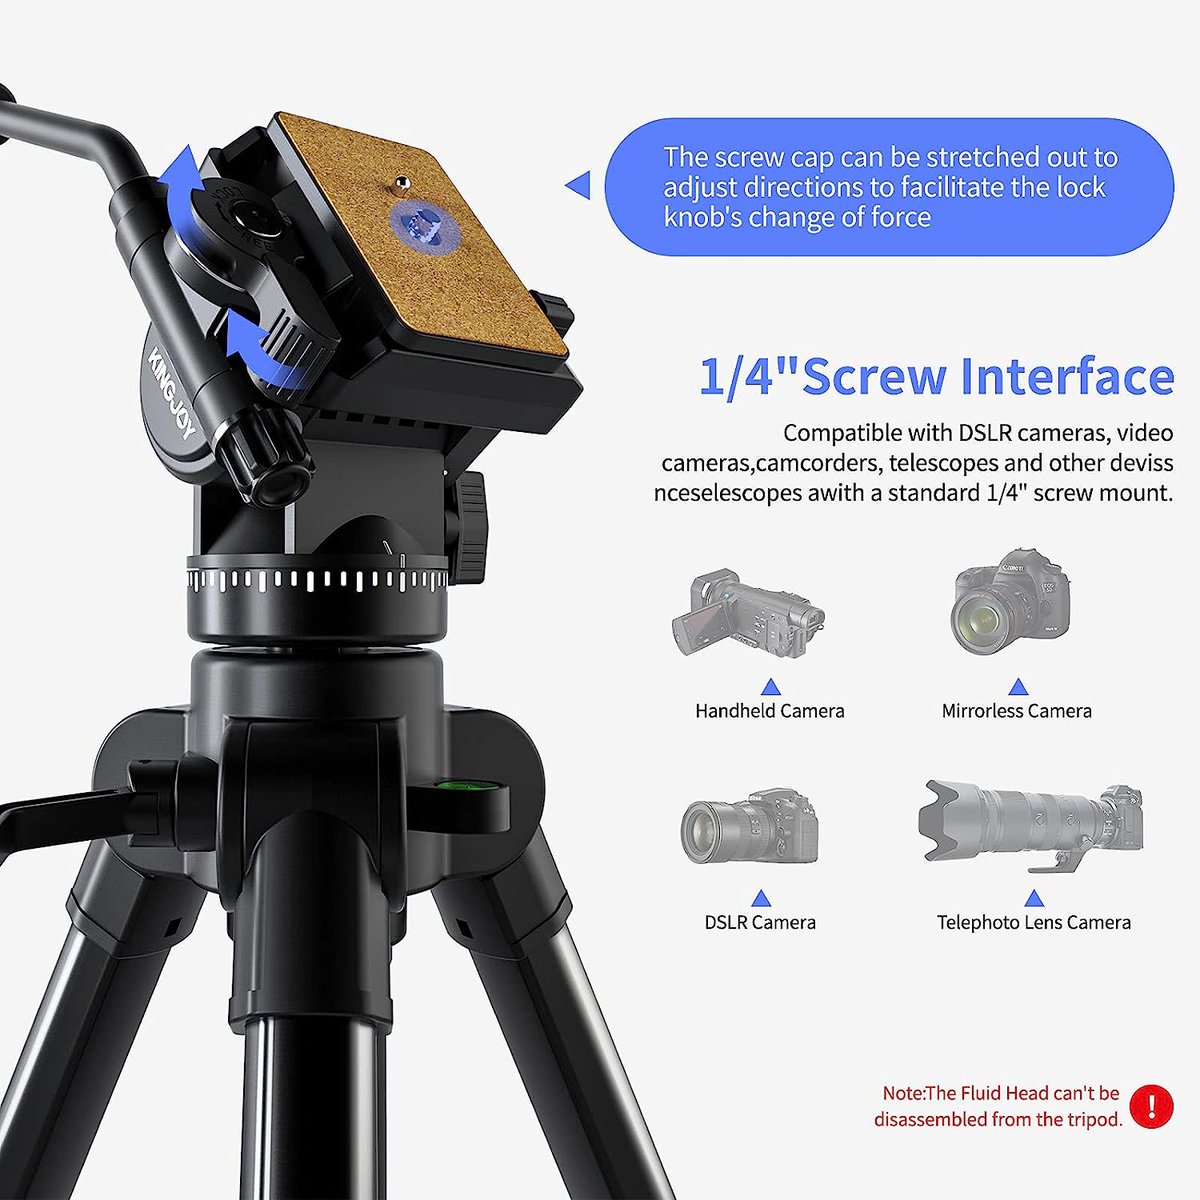 The screw cap can be stretched out to
adjust directions to facilitate the lock
knob's change of force
KINGJOY
1/4"Screw Interface
Compatible with DSLR cameras, video
cameras,camcorders, telescopes and other deviss
nceselescopes awith a standard 1/4" screw mount.
Canon
Handheld Camera
Mirrorless Camera
DSLR Camera
Telephoto Lens Camera
Note:The Fluid Head can't be
disassembled from the tripod.
!